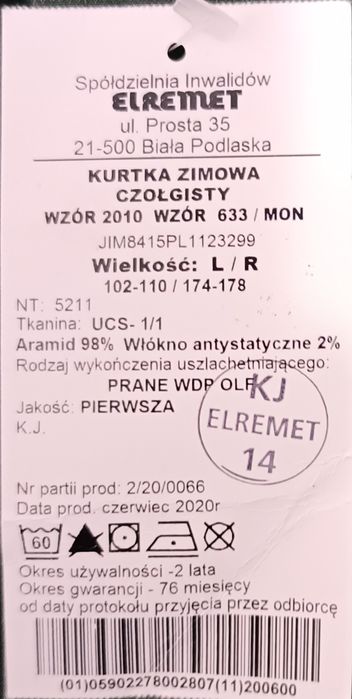 Spółdzielnia Inwalidów
ELREMET
ul. Prosta 35
21-500 Biała Podlaska
KURTKA ZIMOWA
CZOŁGISTY
WZÓR 2010 WZÓR 633 / MON
JIM8415PL1123299
Wielkość: L / R
102-110 / 174-178
NT: 5211
Tkanina: UCS- 1/1
Aramid 98% Włókno antystatyczne 2%
Rodzaj wykończenia uszlachetniającego:
PRANE WDP OLF
Jakość: PIERWSZA
K.J.
KJ
ELREMET
14
Nr partii prod: 2/20/0066
Data prod. czerwiec 2020r
60
Okres używalności -2 lata
Okres gwarancji - 76 miesięcy
od daty protokołu przyjęcia przez odbiorcę
(01)05902278002807(11)200600